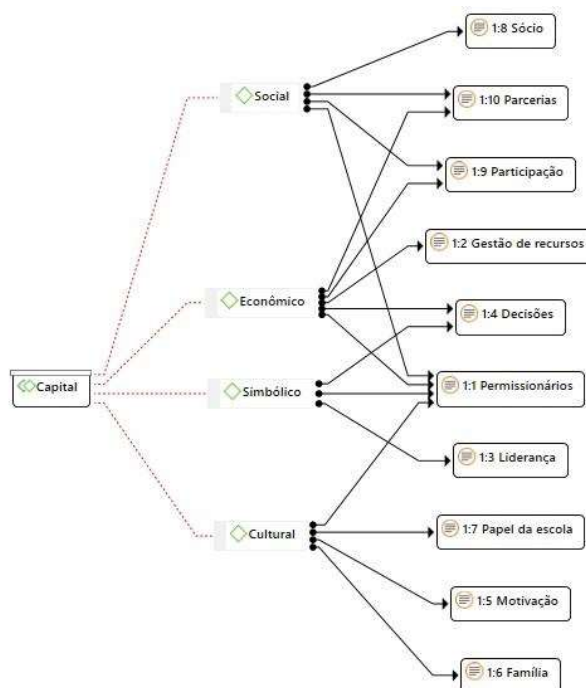 1:8 Sócio
Social
1:10 Parcerias
1:9 Participação
1:2 Gestão de recursos
Econômico
1:4 Decisões
Capital
Simbólico
1:1 Permissionários
1:3 Liderança
Cultural
1:7 Papel da escola
1:5 Motivação
1:6 Família